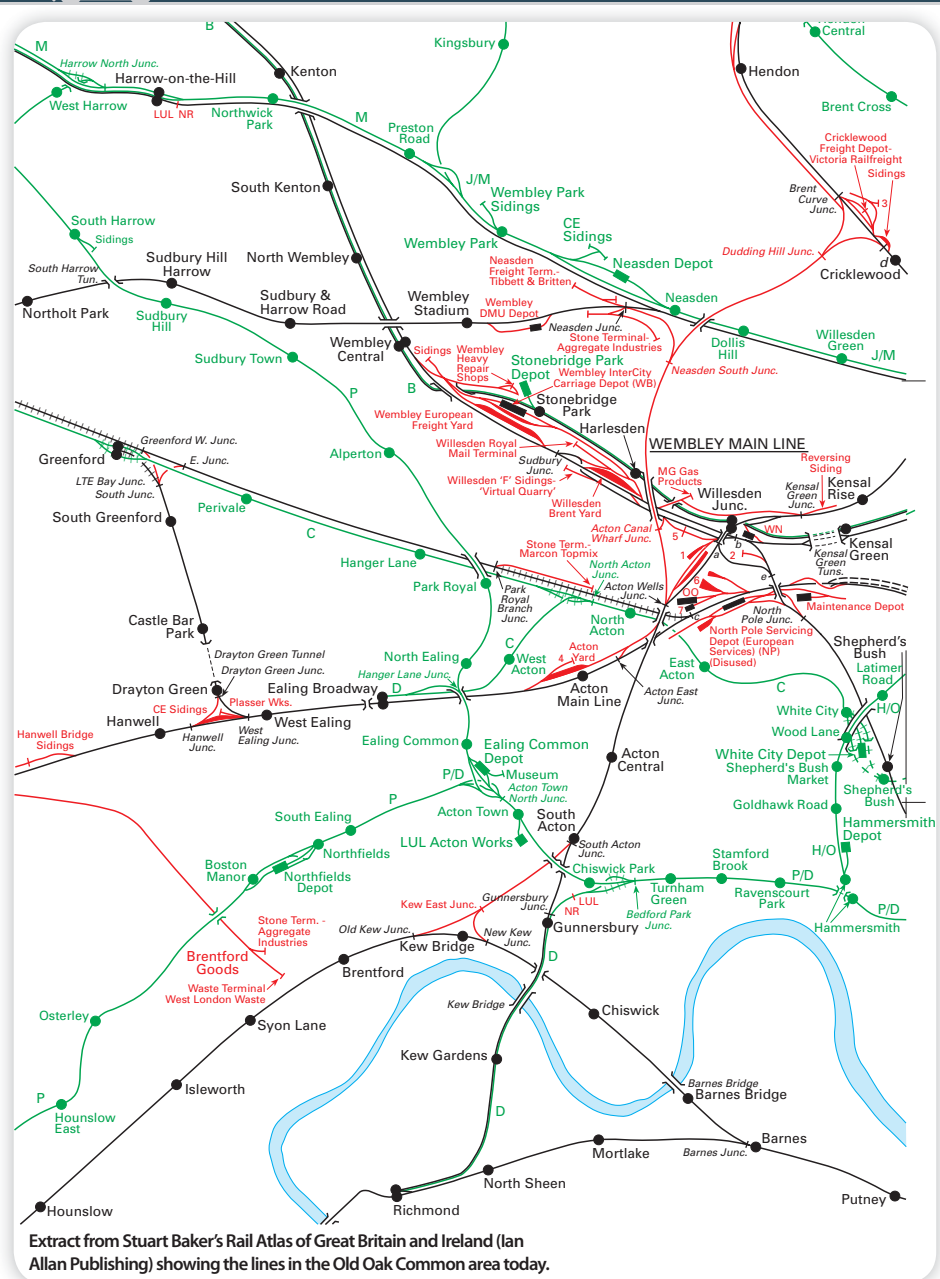 B
Hendon
Central
M
Kingsbury
Harrow North Junc.
Harrow-on-the-Hill
Kenton
Hendon
West Harrow
LUL NR
Northwick
Park
M
Brent Cross
Preston
Road
Cricklewood
Freight Depot-
Victoria Railfreight
Sidings
J/M
South Kenton
Wembley Park
Sidings
Brent
Curve
Junc.
3
South Harrow
Sidings
CE
Sidings
Wembley Park
Dudding Hill Junc.
d
Cricklewood
South Harrow
Tun.
Sudbury Hill
Harrow
North Wembley
Neasden
Freight Term.-
Tibbett & Britten
Neasden Depot
Northolt Park
Sudbury
Hill
Sudbury &
Harrow Road
Wembley
Stadium
Wembley
DMU Depot
Neasden
Neasden Junc.
Dollis
Hill
Willesden
Green
J/M
Wembley
Central
Sidings
Wembley
Heavy
Repair
Shops
Stone Terminal-
Aggregate Industries
Stonebridge Park
Depot
Neasden South Junc.
Sudbury Town
Wembley InterCity
Carriage Depot (WB)
P
B
Stonebridge
Park
Wembley European
Freight Yard
Harlesden
WEMBLEY MAIN LINE
Greenford W. Junc.
Greenford
E. Junc.
Alperton
Willesden Royal
Mail Terminal
Sudbury
Junc.
Reversing
Siding
LTE Bay Junc.
South Junc.
Willesden 'F' Sidings-
'Virtual Quarry'
MG Gas
Products
Willesden
Junc.
Kensal
Green
Junc.
Kensal
Rise
Perivale
Willesden
Brent Yard
South Greenford
C
Acton Canal
Wharf Junc.
5
WN
Kensal
Green
Stone Term.-
Marcon Topmix
a
b
1
2
Kensal
Green
Tuns.
Hanger Lane
North Acton
Junc.
Park Royal
Acton Wells
Junc.
6
OO
e
Park
Royal
Branch
Junc.
7
c
North
Pole Junc.
Maintenance Depot
North
Acton
Castle Bar
Park
North Pole Servicing
Depot (European
Services) (NP)
(Disused)
Shepherd's
Bush
C
Acton
Yard
4
Drayton Green Tunnel
North Ealing
West
Acton
East
Acton
Latimer
Road
Drayton Green Junc.
Hanger Lane Junc.
Drayton Green
Ealing Broadway
D
Acton
Main Line
Acton East
Junc.
C
H/O
CE Sidings
Plasser Wks.
White City
Hanwell
West Ealing
Wood Lane
Hanwell Bridge
Sidings
Hanwell
Junc.
West
Ealing Junc.
Ealing Common
Ealing Common
Depot
Acton
Central
White City Depot
Shepherd's Bush
Market
P/D
Museum
Acton Town
North Junc.
Shepherd's
Bush
P
Acton Town
Goldhawk Road
South Ealing
South
Acton
Hammersmith
Depot
LUL Acton Works
South Acton
Junc.
Northfields
H/O
Boston
Manor
Northfields
Depot
Chiswick Park
Stamford
Brook
P/D
Gunnersbury
Junc.
LUL
NR
Turnham
Green
Ravenscourt
Park
Kew East Junc.
Bedford Park
Junc.
P/D
Stone Term. -
Aggregate
Industries
Old Kew Junc.
Kew Bridge
New Kew
Junc.
Gunnersbury
Hammersmith
Brentford
Goods
Brentford
D
Waste Terminal
West London Waste
Kew Bridge
Chiswick
Osterley
Syon Lane
Kew Gardens
Isleworth
Barnes Bridge
Barnes Bridge
P
Hounslow
East
D
Mortlake
Barnes
Barnes Junc.
North Sheen
Putney
Hounslow
Richmond
Extract from Stuart Baker's Rail Atlas of Great Britain and Ireland (Ian
Allan Publishing) showing the lines in the Old Oak Common area today.